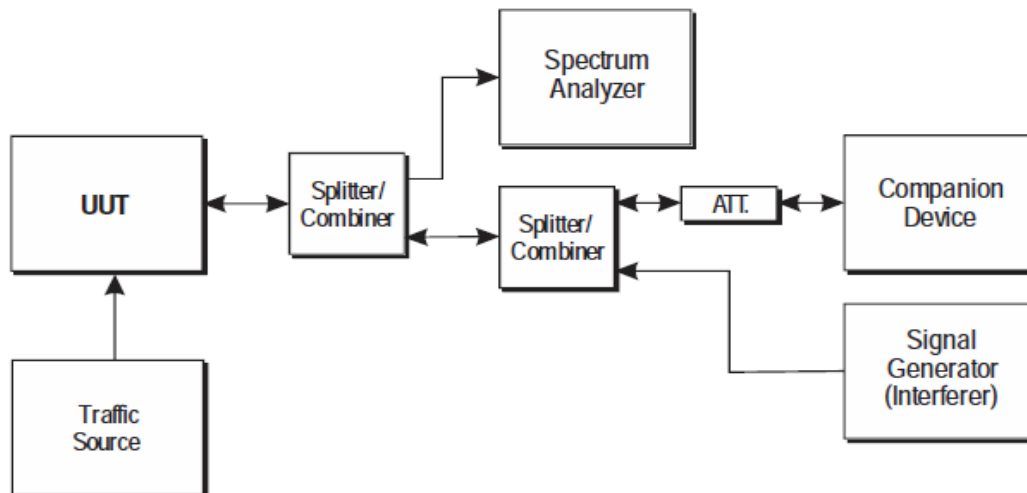 Spectrum
Analyzer
UUT
Splitter/
Combiner
Splitter/
Combiner
ATT.
Companion
Device
Signal
Generator
(Interferer)
Traffic
Source